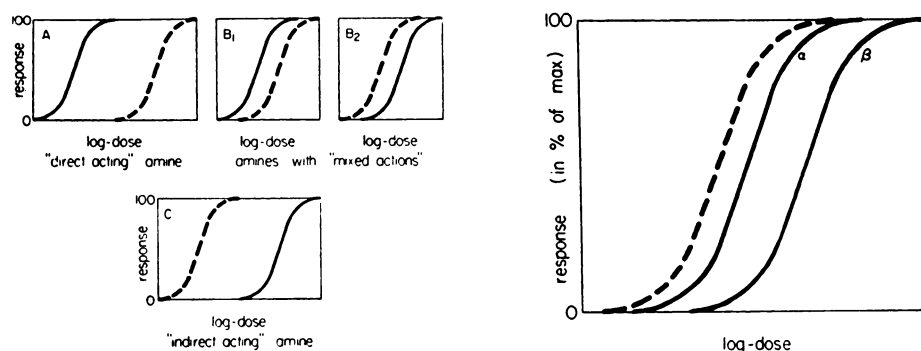 100
A
response
0
log-dose
"direct acting" amine
B1
B2
log-dose
log-dose
amines with "mixed actions"
100
C
response
0
log-dose
"indirect acting" amine
100
α
β
response (in % of max)
0
log-dose